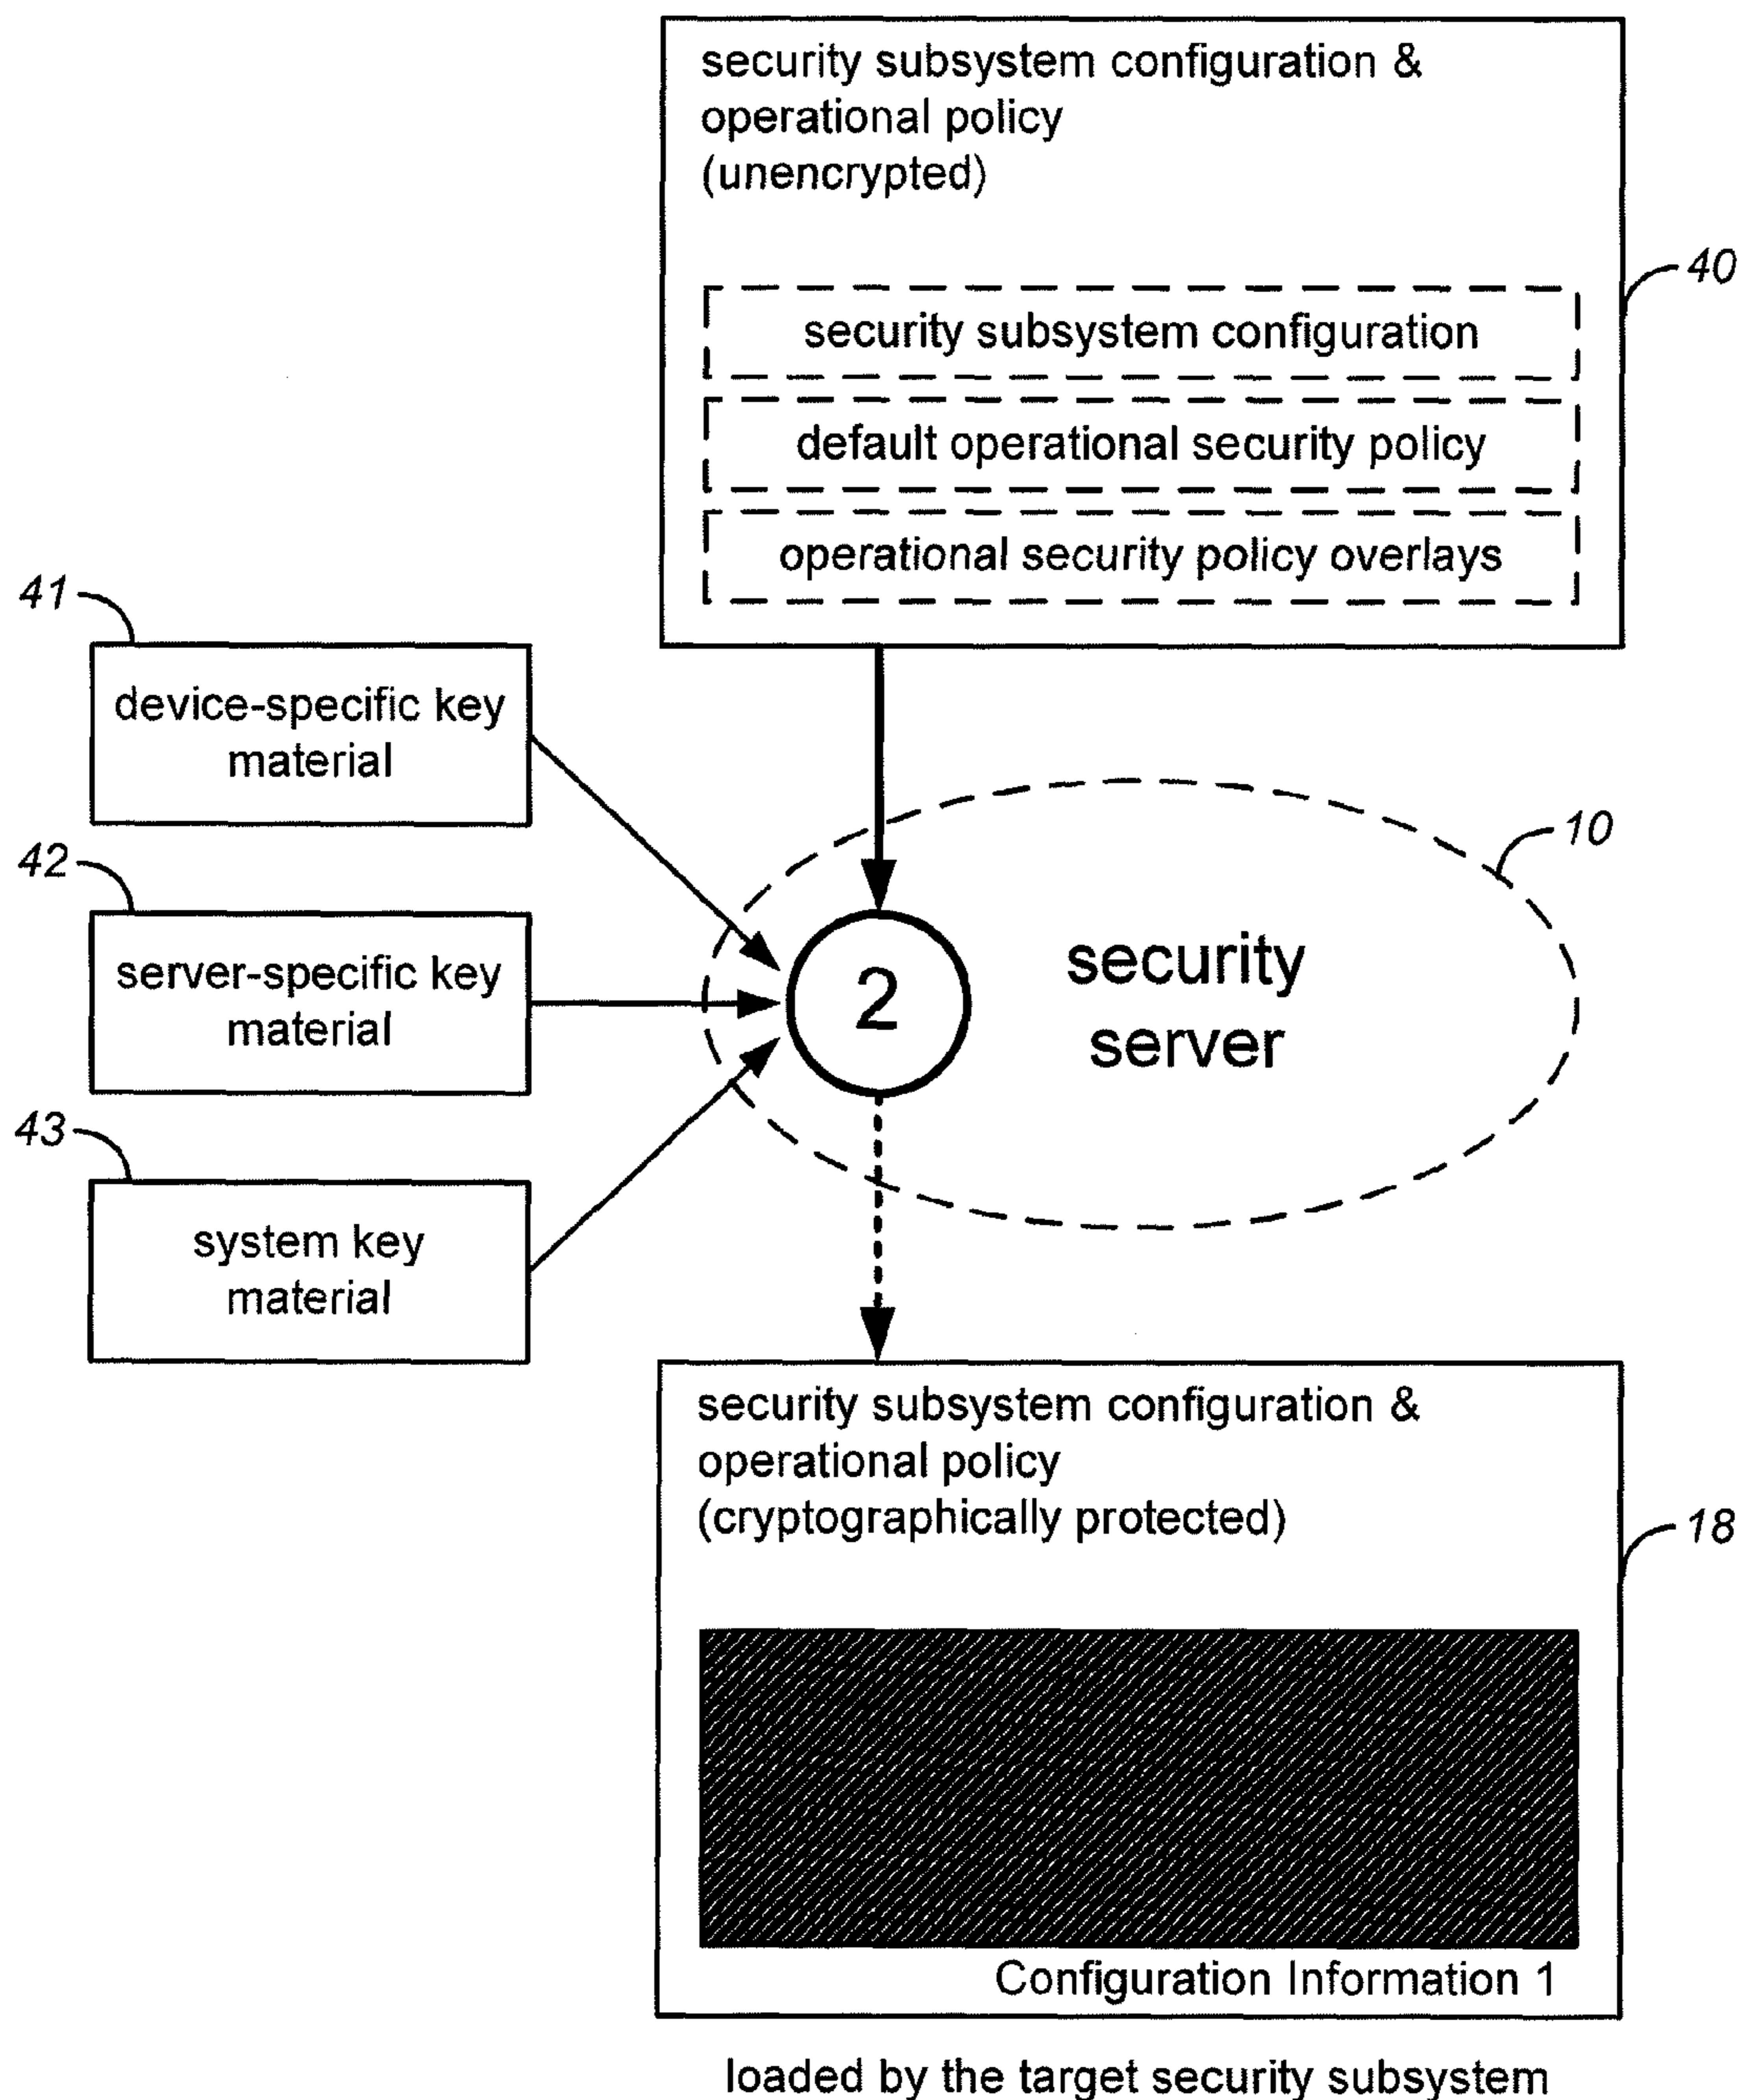 security subsystem configuration &
operational policy
(unencrypted)
40
security subsystem configuration
default operational security policy
operational security policy overlays
41
device-specific key
material
10
42
server-specific key
material
2
security
server
43
system key
material
security subsystem configuration &
operational policy
(cryptographically protected)
18
Configuration Information 1
loaded by the target security subsystem